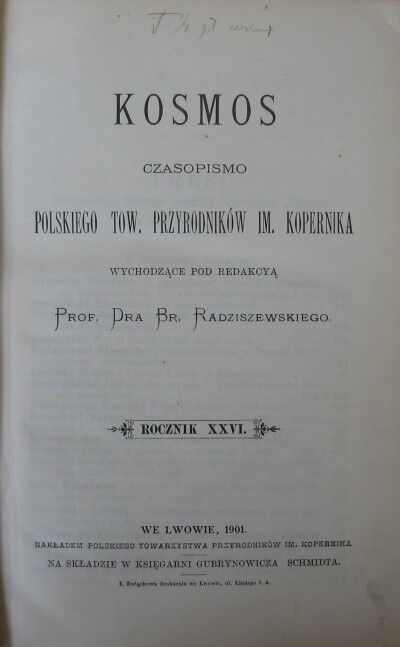 KOSMOS
CZASOPISMO
POLSKIEGO TOW. PRZYRODNIKÓW IM. KOPERNIKA
WYCHODZĄCE POD REDAKCYĄ
PROF. DRA BR. RADZISZEWSKIEGO.
ROCZNIK XXVI.
WE LWOWIE, 1901.
NAKŁADEM POLSKIEGO TOWARZYSTWA PRZYRODNIKÓW IM. KOPERNIKA
NA SKŁADZIE W KSIĘGARNI GUBRYNOWICZA SCHMIDTA.
I. Związkowa drukarnia we Lwowie, ul. Lindego l. 4.